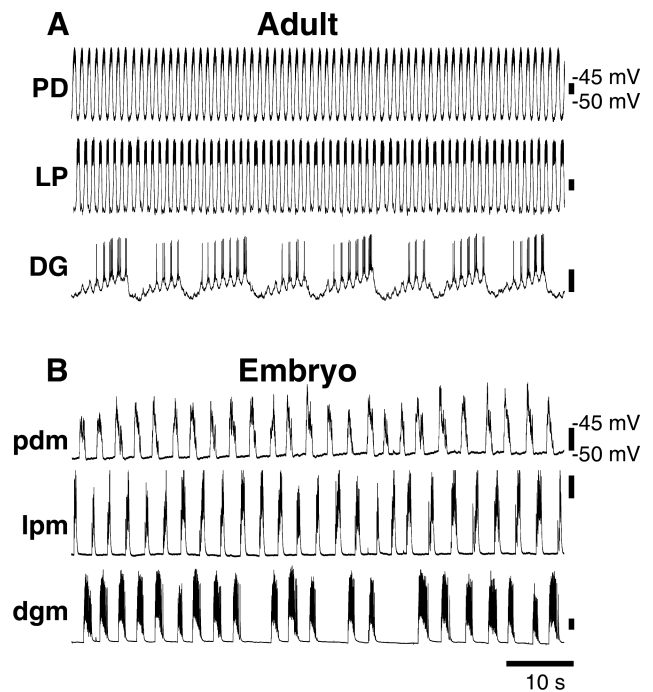 A Adult
PD
-45 mV
-50 mV
LP
DG
B Embryo
pdm
-45 mV
-50 mV
lpm
dgm
10 s